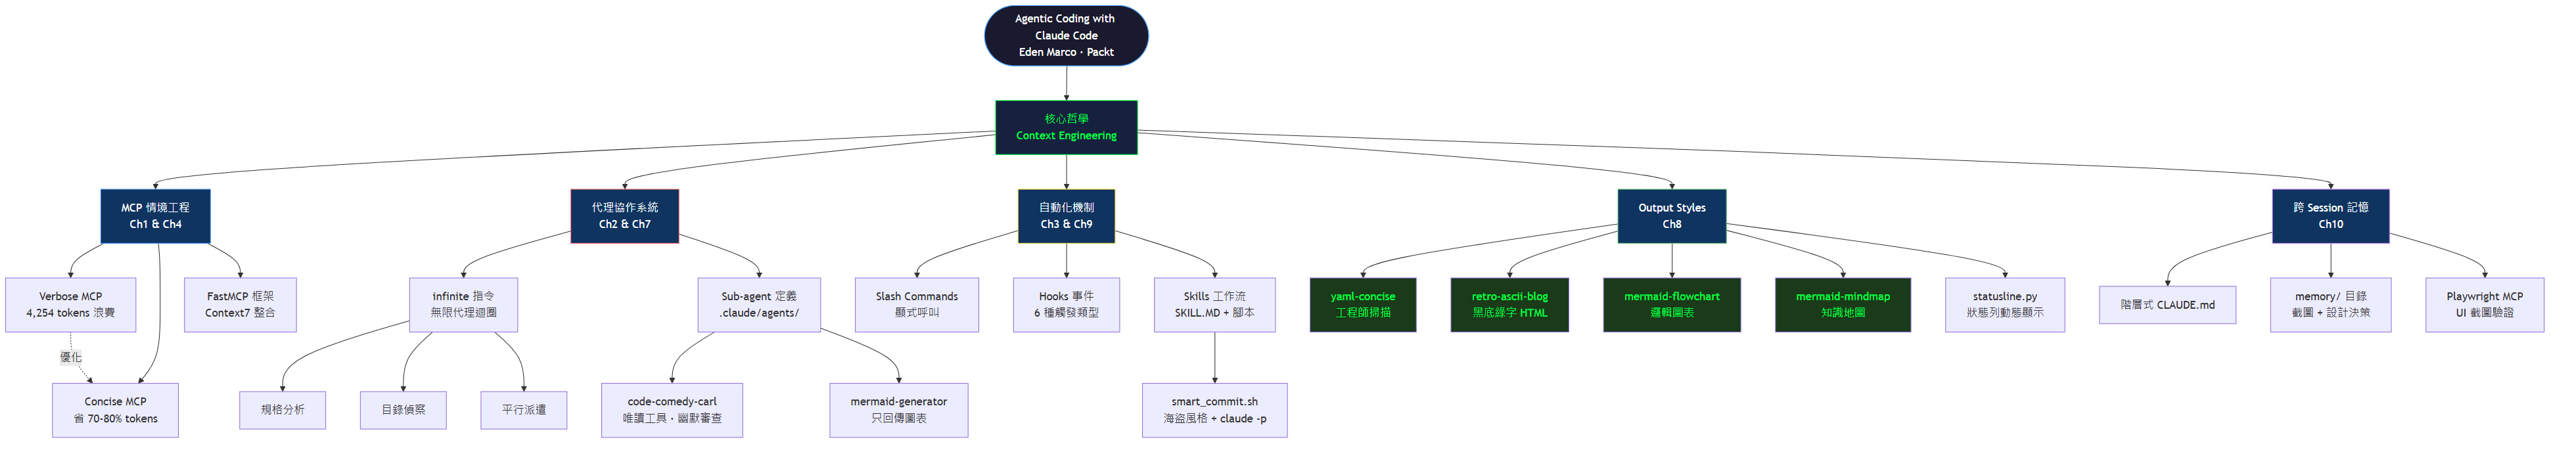 Agentic Coding with
Claude Code
Eden Marco · Packt
核心哲學
Context Engineering
MCP 情境工程
Ch1 & Ch4
代理協作系統
Ch2 & Ch7
自動化機制
Ch3 & Ch9
Output Styles
Ch8
跨 Session 記憶
Ch10
Verbose MCP
4,254 tokens 浪費
FastMCP 框架
Context7 整合
infinite 指令
無限代理迴圈
Sub-agent 定義
.claude/agents/
Slash Commands
顯式呼叫
Hooks 事件
6 種觸發類型
Skills 工作流
SKILL.MD + 腳本
yaml-concise
工程師掃描
retro-ascii-blog
黑底綠字 HTML
mermaid-flowchart
邏輯圖表
mermaid-mindmap
知識地圖
statusline.py
狀態列動態顯示
階層式 CLAUDE.md
memory/ 目錄
截圖 + 設計決策
Playwright MCP
UI 截圖驗證
優化
Concise MCP
省 70-80% tokens
規格分析
目錄偵察
平行派遣
code-comedy-carl
唯讀工具・幽默審查
mermaid-generator
只回傳圖表
smart_commit.sh
海盜風格 + claude -p